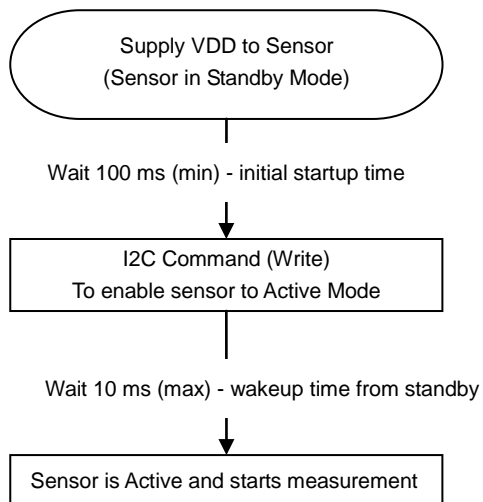 Supply VDD to Sensor
(Sensor in Standby Mode)
Wait 100 ms (min) - initial startup time
I2C Command (Write)
To enable sensor to Active Mode
Wait 10 ms (max) - wakeup time from standby
Sensor is Active and starts measurement